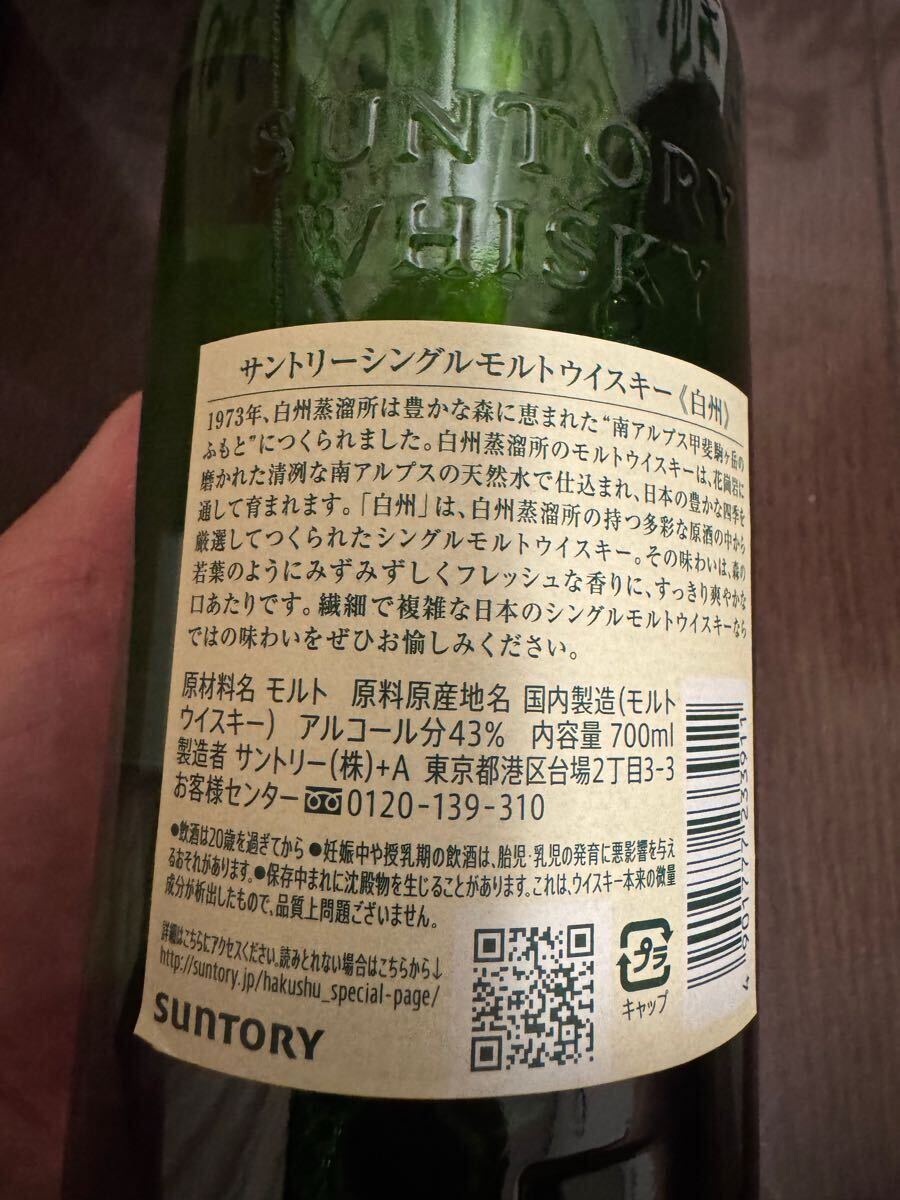 SUNTORY
WHISKY
サントリーシングルモルトウイスキー《白州》
1973年、白州蒸溜所は豊かな森に恵まれた“南アルプス甲斐駒ヶ岳の
ふもと”につくられました。白州蒸溜所のモルトウイスキーは、花崗岩に
磨かれた清冽な南アルプスの天然水で仕込まれ、日本の豊かな四季を
通して育まれます。「白州」は、白州蒸溜所の持つ多彩な原酒の中から
厳選してつくられたシングルモルトウイスキー。その味わいは、森の
若葉のようにみずみずしくフレッシュな香りに、すっきり爽やかな
口あたりです。繊細で複雑な日本のシングルモルトウイスキーなら
ではの味わいをぜひお愉しみください。
原材料名 モルト 原料原産地名 国内製造(モルト
ウイスキー) アルコール分43% 内容量 700ml
製造者 サントリー(株)+A 東京都港区台場2丁目3-3
お客様センター 0120-139-310
●飲酒は20歳を過ぎてから ●妊娠中や授乳期の飲酒は、胎児・乳児の発育に悪影響を与え
るおそれがあります。●保存中まれに沈殿物を生じることがあります。これは、ウイスキー本来の微量
成分が析出したもので、品質上問題ございません。
詳細はこちらにアクセスください。読みとれない場合はこちらから↓
http://suntory.jp/hakushu_special-page/
SUNTORY
プラ
キャップ
4 901777 233911